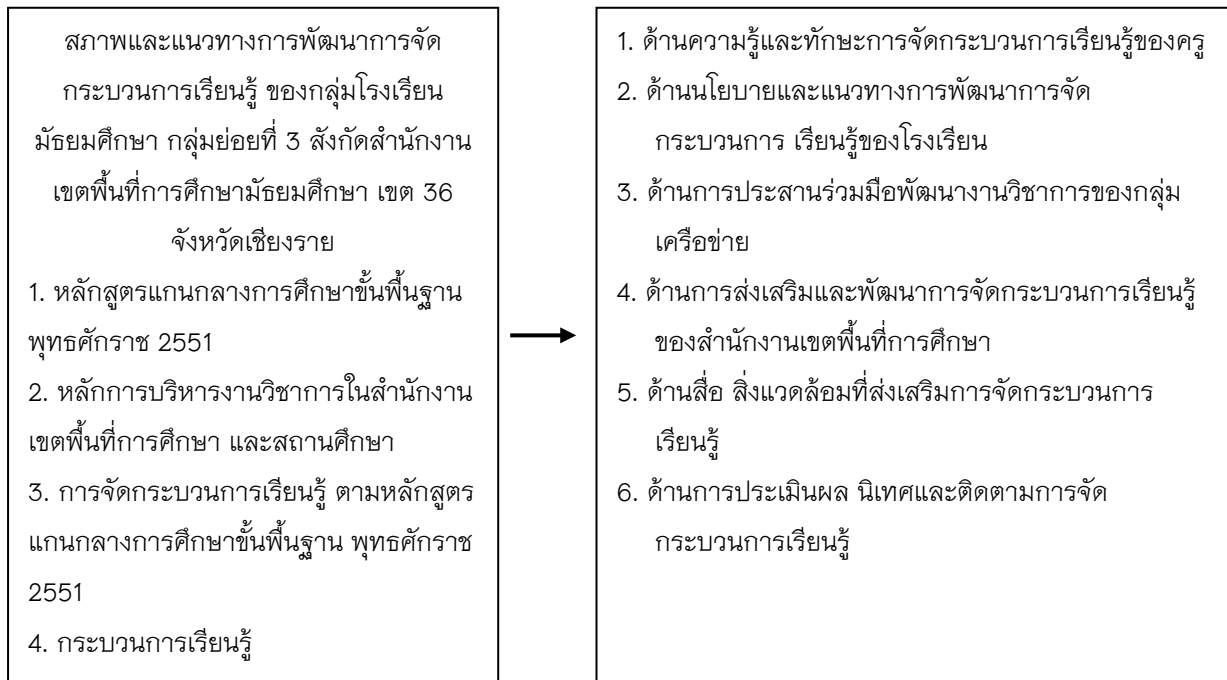 สภาพและแนวทางการพัฒนาการจัด
กระบวนการเรียนรู้ ของกลุ่มโรงเรียน
มัธยมศึกษา กลุ่มย่อยที่ 3 สังกัดสำนักงาน
เขตพื้นที่การศึกษามัธยมศึกษา เขต 36
จังหวัดเชียงราย
1. หลักสูตรแกนกลางการศึกษาขั้นพื้นฐาน
พุทธศักราช 2551
2. หลักการบริหารงานวิชาการในสำนักงาน
เขตพื้นที่การศึกษา และสถานศึกษา
3. การจัดกระบวนการเรียนรู้ ตามหลักสูตร
แกนกลางการศึกษาขั้นพื้นฐาน พุทธศักราช
2551
4. กระบวนการเรียนรู้
1. ด้านความรู้และทักษะการจัดกระบวนการเรียนรู้ของครู
2. ด้านนโยบายและแนวทางการพัฒนาการจัด
กระบวนการ เรียนรู้ของโรงเรียน
3. ด้านการประสานร่วมมือพัฒนางานวิชาการของกลุ่ม
เครือข่าย
4. ด้านการส่งเสริมและพัฒนาการจัดกระบวนการเรียนรู้
ของสำนักงานเขตพื้นที่การศึกษา
5. ด้านสื่อ สิ่งแวดล้อมที่ส่งเสริมการจัดกระบวนการ
เรียนรู้
6. ด้านการประเมินผล นิเทศและติดตามการจัด
กระบวนการเรียนรู้